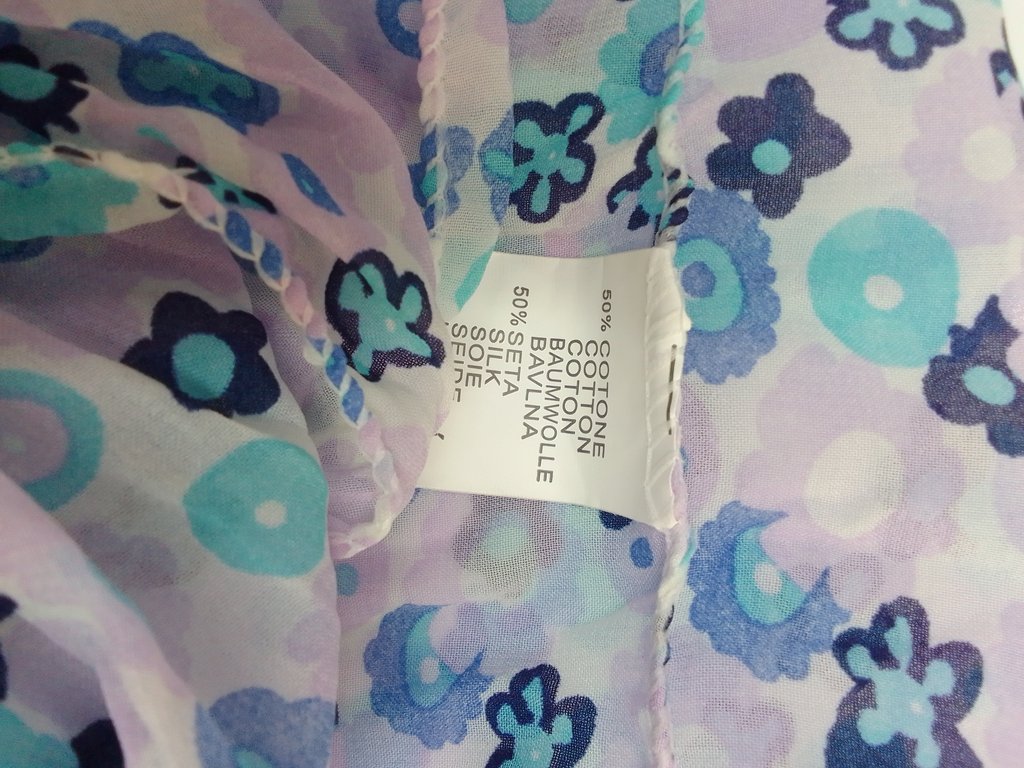 50% COTONE
COTTON
COTON
BAUMWOLLE
BAVLNA
50% SETA
SILK
SOIE